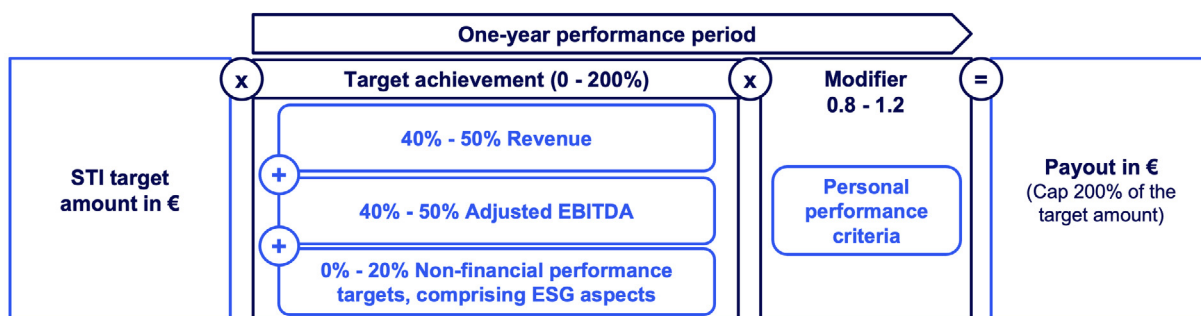 One-year performance period
x
Target achievement (0 - 200%)
x
Modifier
0.8 - 1.2
=
STI target
amount in €
40% - 50% Revenue
+
40% - 50% Adjusted EBITDA
+
0% - 20% Non-financial performance
targets, comprising ESG aspects
Personal
performance
criteria
Payout in €
(Cap 200% of the
target amount)